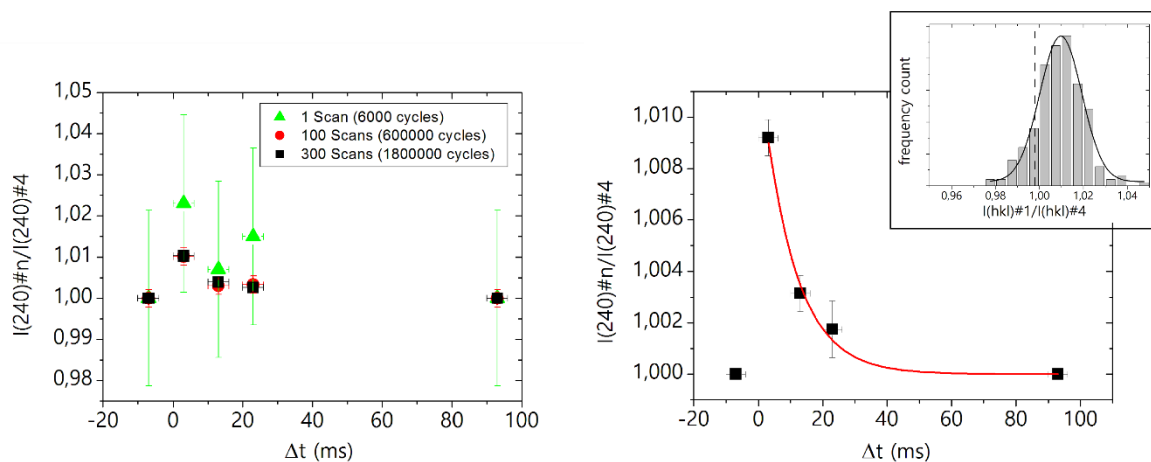 1,05
1,04
1,03
1,02
1,01
1,00
0,99
0,98
I(240)#n/I(240)#4
1 Scan (6000 cycles)
100 Scans (600000 cycles)
300 Scans (1800000 cycles)
-20 0 20 40 60 80 100
Δt (ms)
1,010
1,008
1,006
1,004
1,002
1,000
I(240)#n/I(240)#4
-20 0 20 40 60 80 100
Δt (ms)
frequency count
0,96 0,98 1,00 1,02 1,04
I(hkl)#1/I(hkl)#4